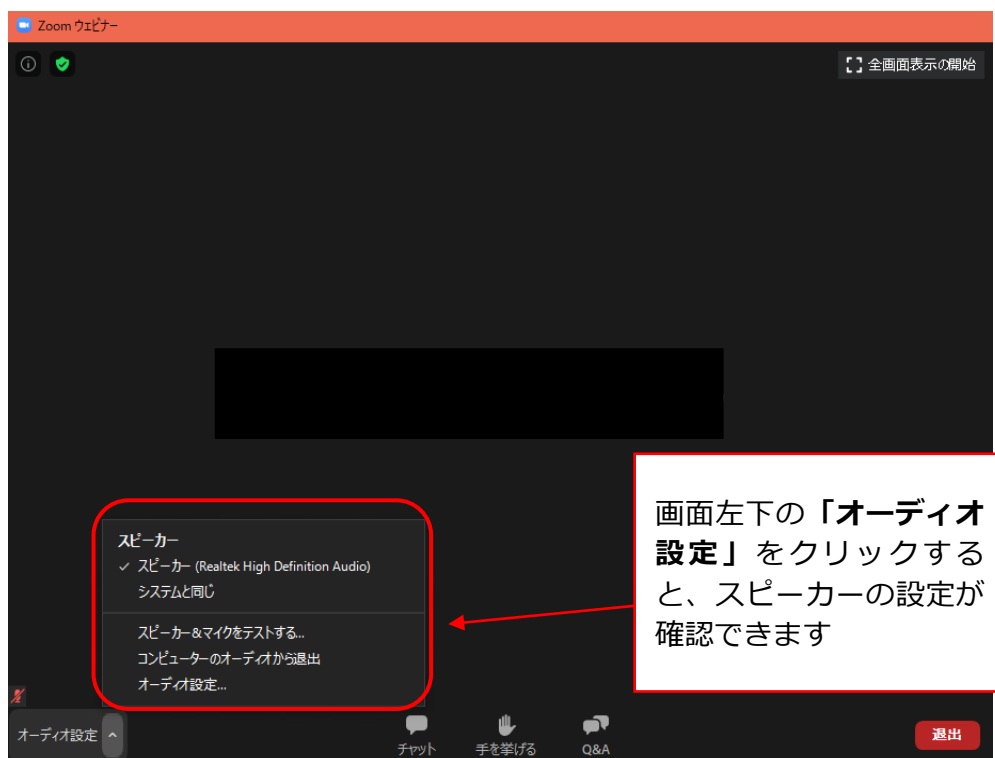 Zoom ウェビナー
全画面表示の開始
スピーカー
スピーカー (Realtek High Definition Audio)
システムと同じ
スピーカー&マイクをテストする...
コンピューターのオーディオから退出
オーディオ設定...
画面左下の「オーディオ
設定」をクリックする
と、スピーカーの設定が
確認できます
オーディオ設定
チャット
手を挙げる
Q&A
退出